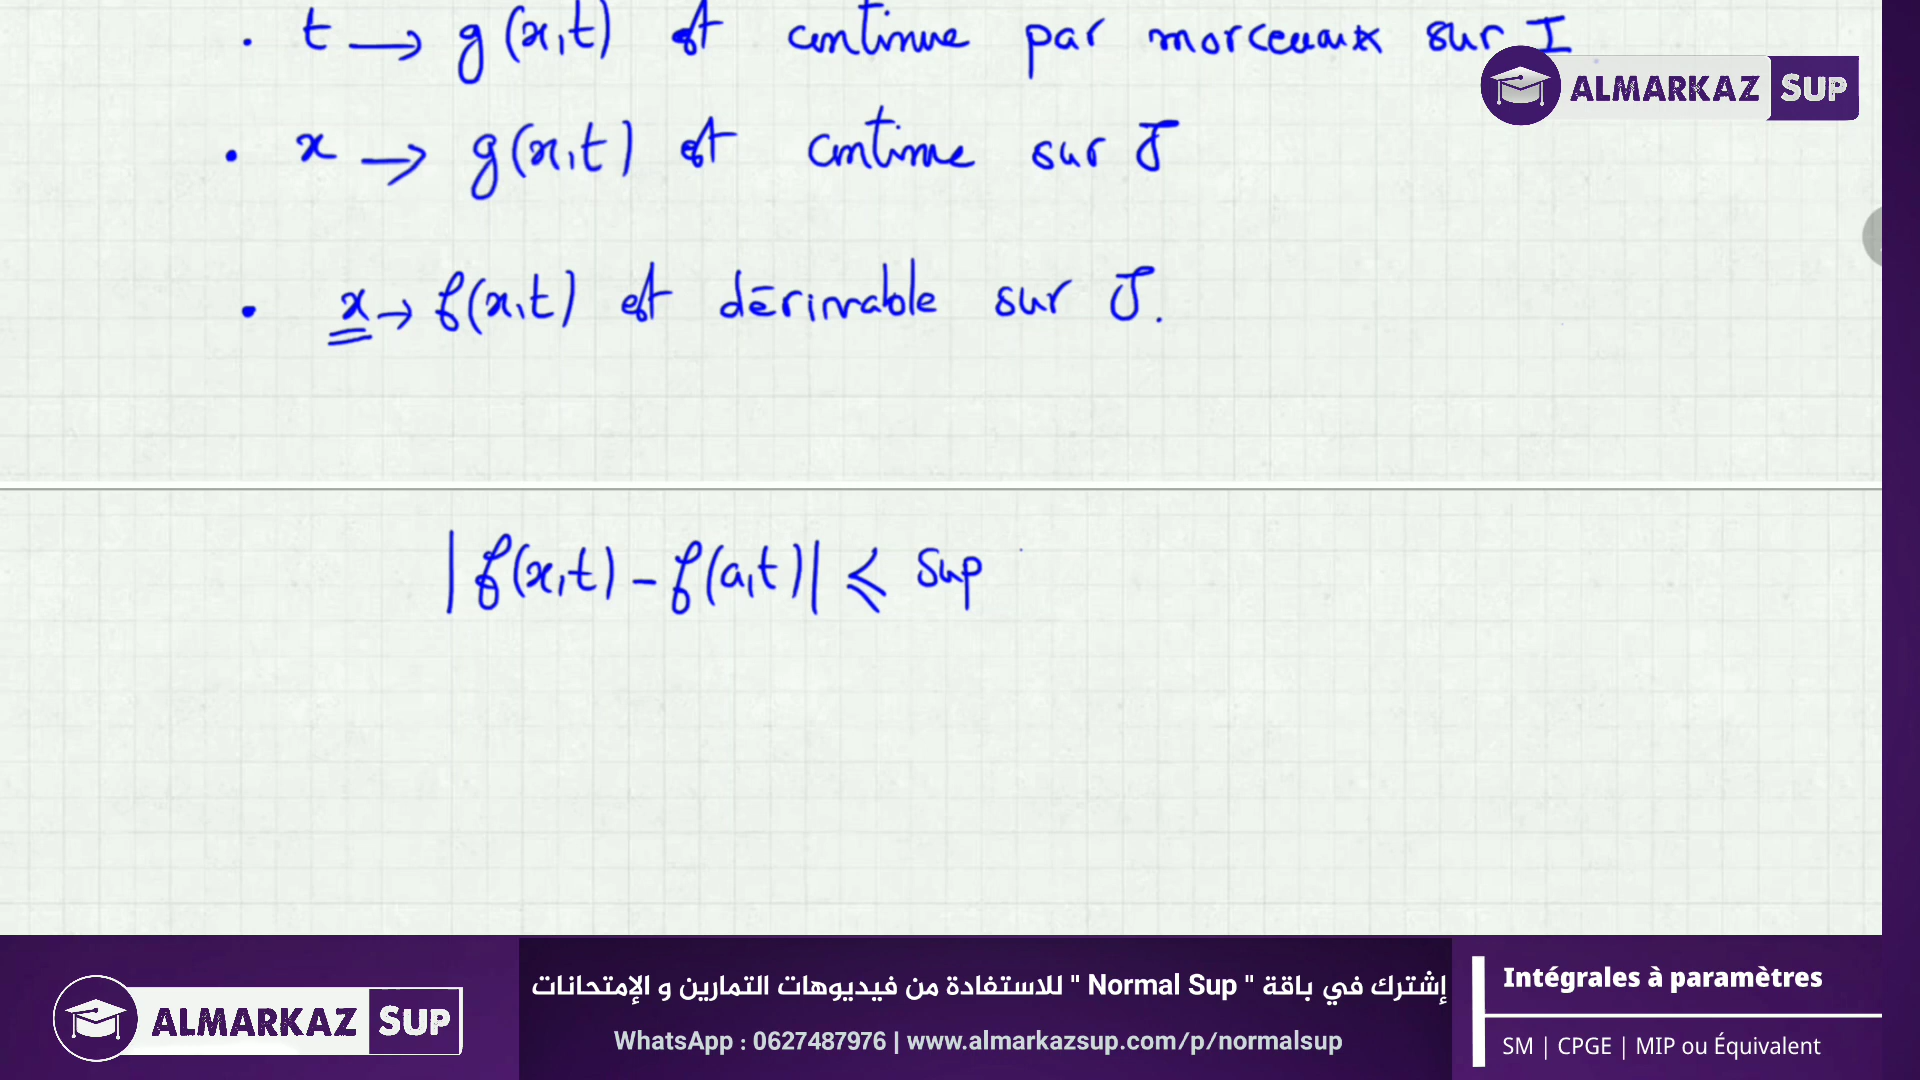 . t → g(x,t) est continue par morceaux sur I
ALMARKAZ SUP
. x → g(x,t) est continue sur J
. x → f(x,t) est dérivable sur J.
|f(x,t) - f(a,t)| ⩽ Sup
ALMARKAZ SUP
إشترك في باقة " Normal Sup " للاستفادة من فيديوهات التمارين و الإمتحانات
WhatsApp : 0627487976 | www.almarkazsup.com/p/normalsup
Intégrales à paramètres
SM | CPGE | MIP ou Équivalent